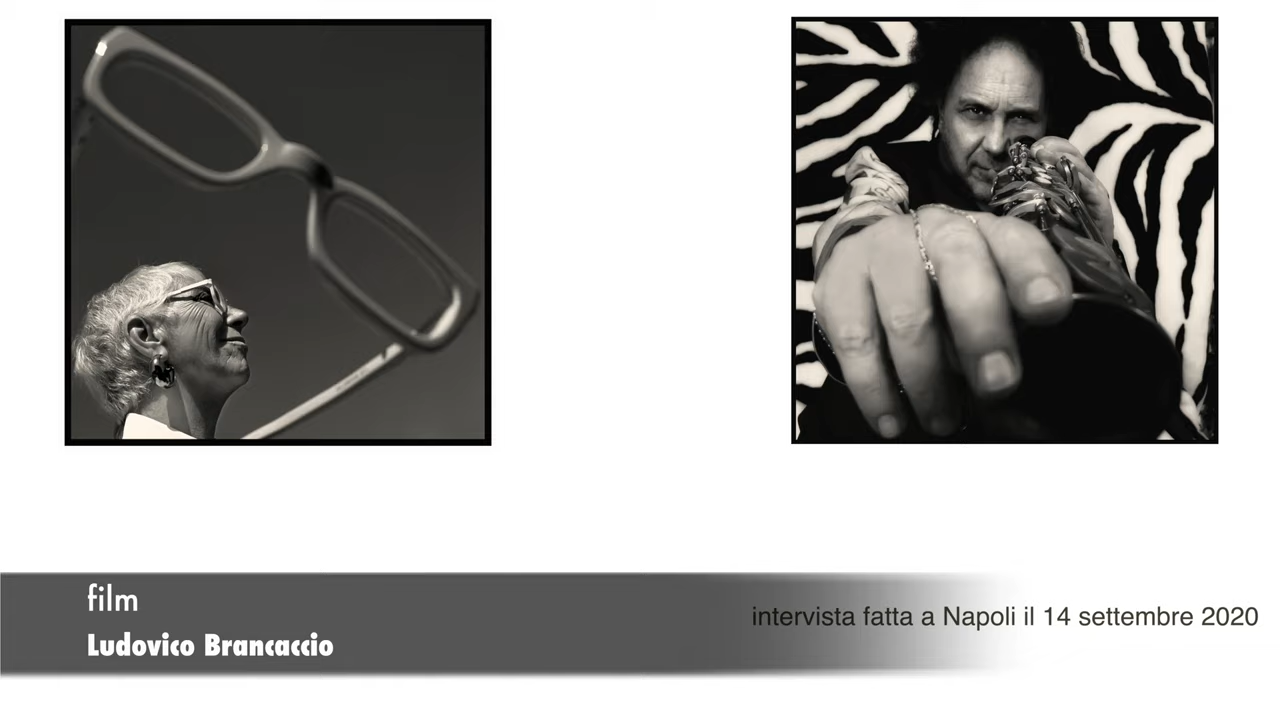 film
Ludovico Brancaccio
intervista fatta a Napoli il 14 settembre 2020